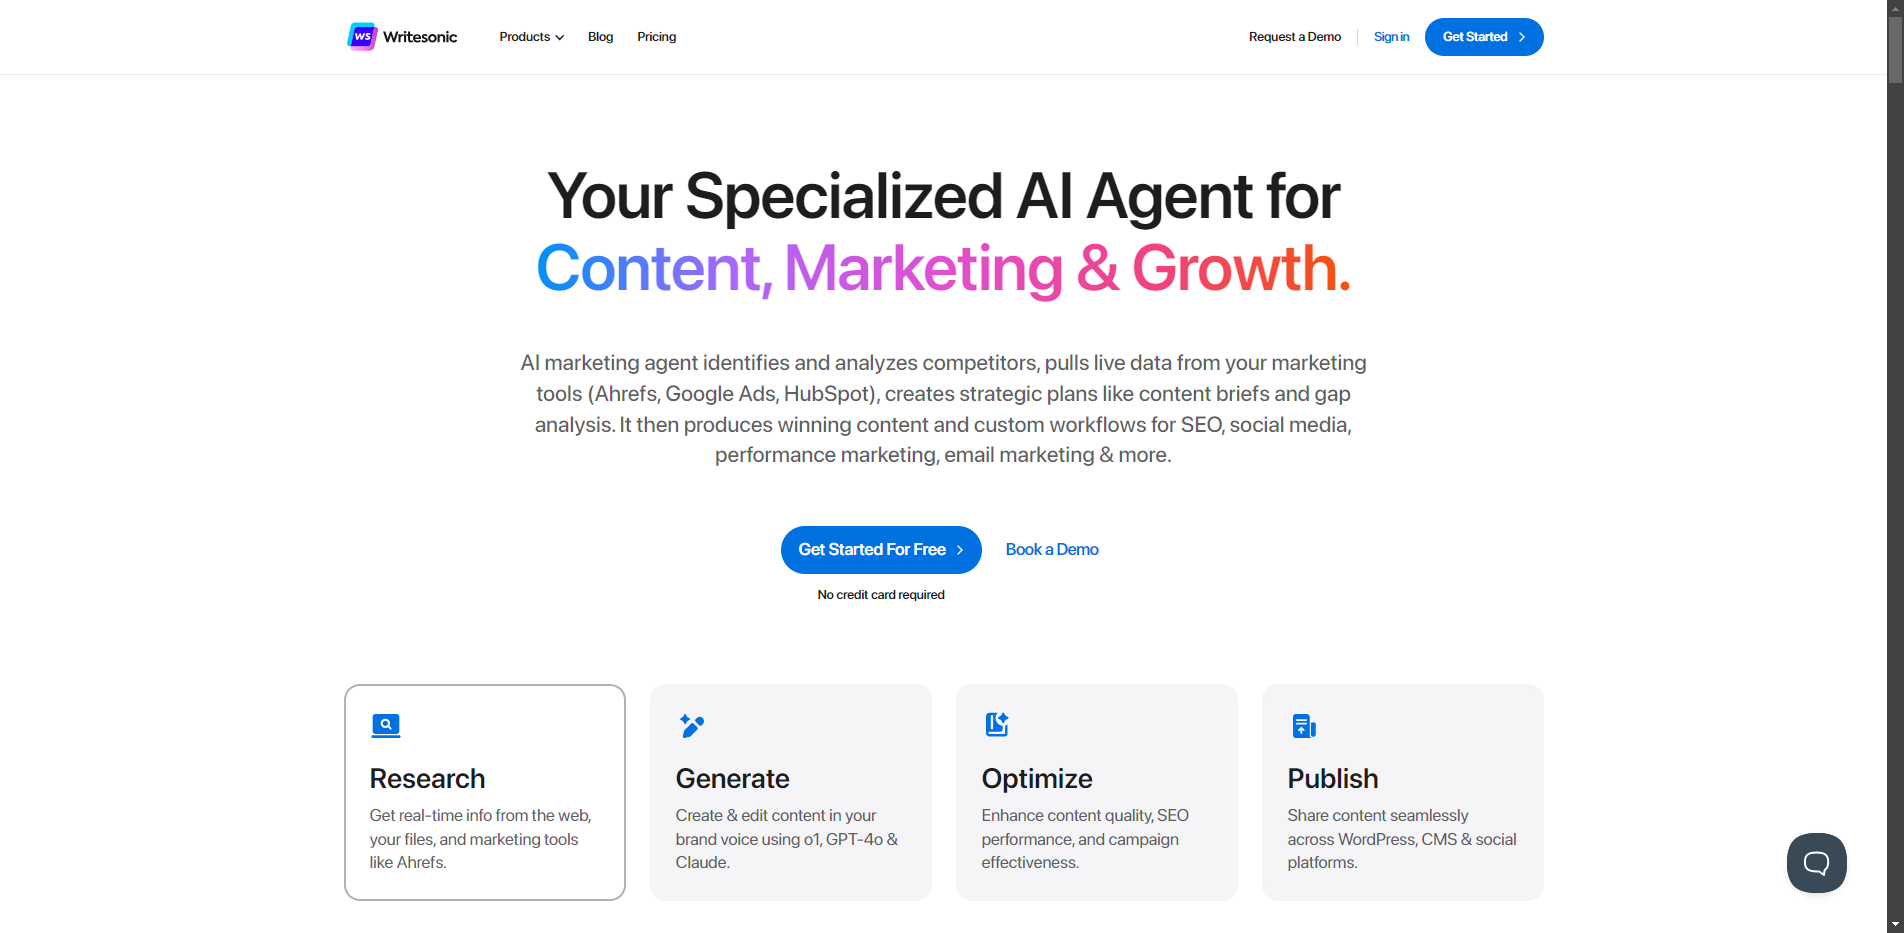 WS Writesonic
Products
Blog
Pricing
Request a Demo
Sign in
Get Started
Your Specialized AI Agent for
Content, Marketing & Growth.
AI marketing agent identifies and analyzes competitors, pulls live data from your marketing
tools (Ahrefs, Google Ads, HubSpot), creates strategic plans like content briefs and gap
analysis. It then produces winning content and custom workflows for SEO, social media,
performance marketing, email marketing & more.
Get Started For Free
Book a Demo
No credit card required
Research
Get real-time info from the web,
your files, and marketing tools
like Ahrefs.
Generate
Create & edit content in your
brand voice using o1, GPT-4o &
Claude.
Optimize
Enhance content quality, SEO
performance, and campaign
effectiveness.
Publish
Share content seamlessly
across WordPress, CMS & social
platforms.